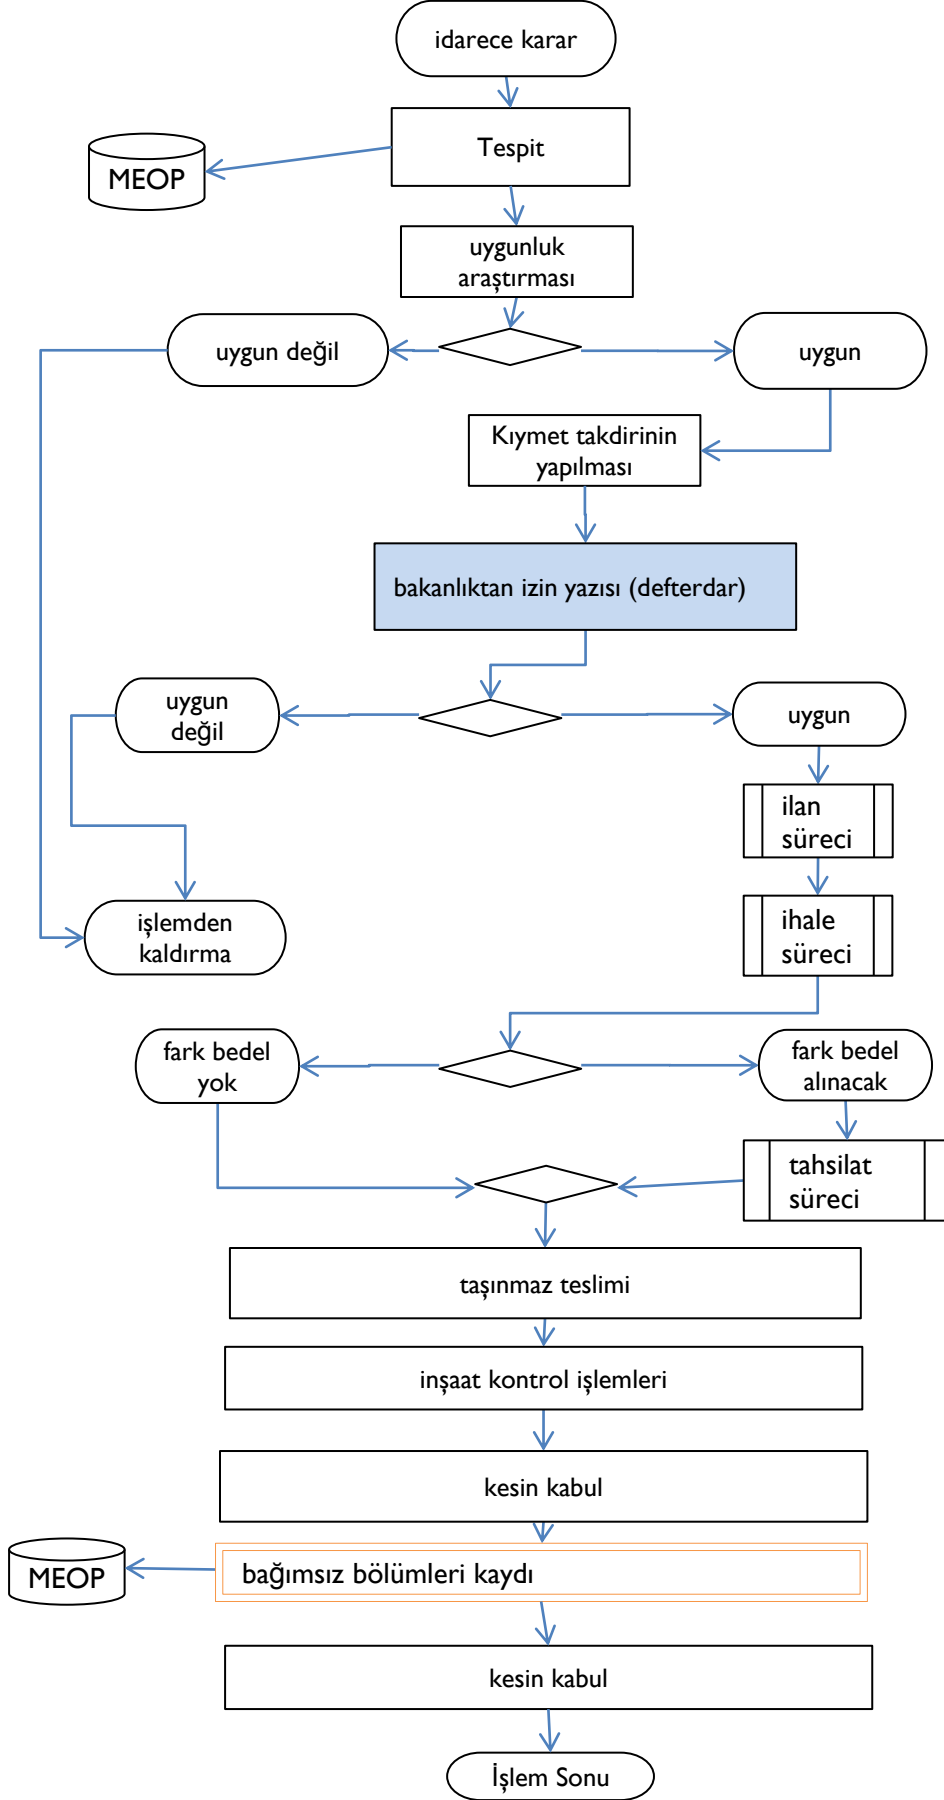 idarece karar
Tespit
MEOP
uygunluk
araştırması
uygun değil
uygun
Kıymet takdirinin
yapılması
bakanlıktan izin yazısı (defterdar)
uygun
değil
uygun
ilan
süreci
işlemden
kaldırma
ihale
süreci
fark bedel
yok
fark bedel
alınacak
tahsilat
süreci
taşınmaz teslimi
inşaat kontrol işlemleri
kesin kabul
MEOP
bağımsız bölümleri kaydı
kesin kabul
İşlem Sonu